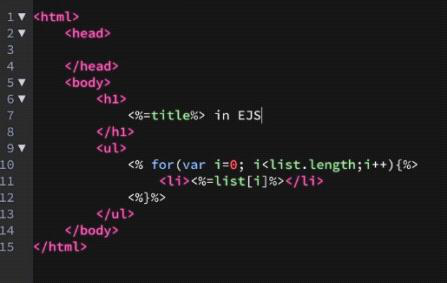 1 <html>
2     <head>
3
4     </head>
5     <body>
6         <h1>
7             <%=title%> in EJS
8         </h1>
9         <ul>
10             <% for(var i=0; i<list.length;i++){%>
11                 <li><%=list[i]%></li>
12             <%}%>
13         </ul>
14     </body>
15 </html>